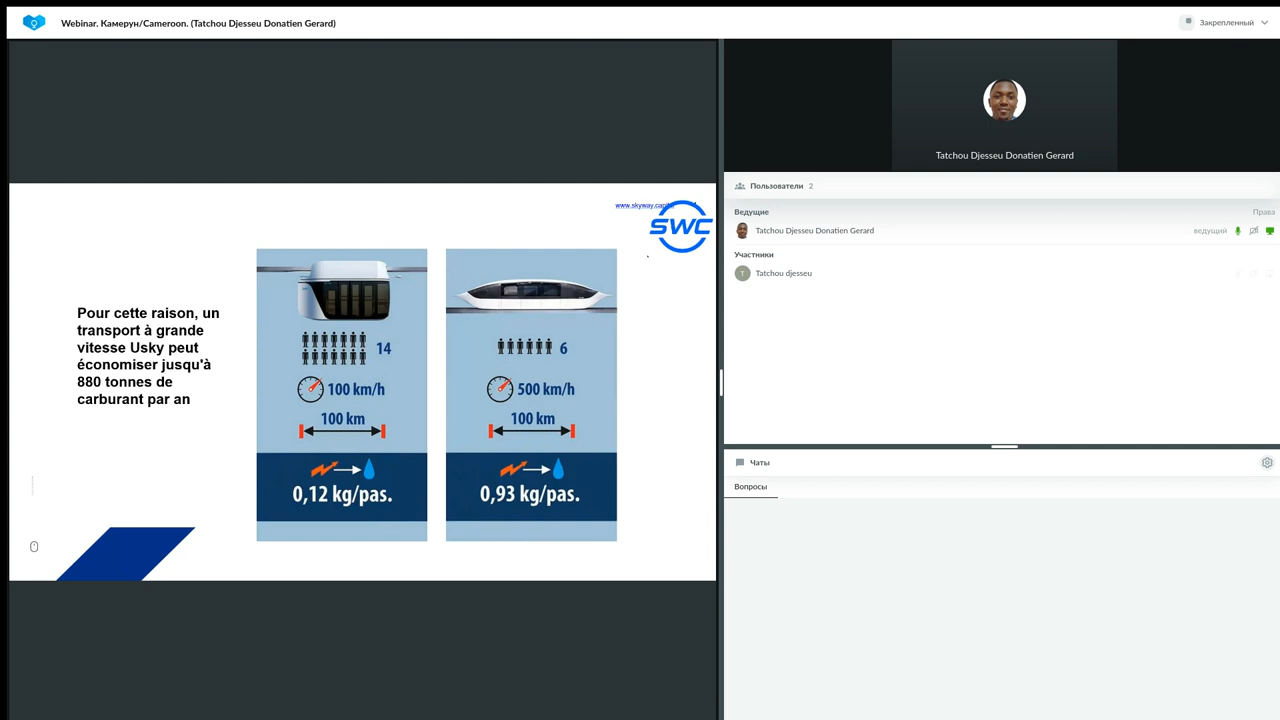 Webinar. Камерун/Cameroon. (Tatchou Djesseu Donatien Gerard)
Закрепленный
www.skyway.capital
SWC
Pour cette raison, un
transport à grande
vitesse Usky peut
économiser jusqu'à
880 tonnes de
carburant par an
14
100 km/h
100 km
0,12 kg/pas.
6
500 km/h
100 km
0,93 kg/pas.
Tatchou Djesseu Donatien Gerard
Пользователи 2
Ведущие
Права
Tatchou Djesseu Donatien Gerard
ведущий
Участники
T
Tatchou djesseu
Чаты
Вопросы